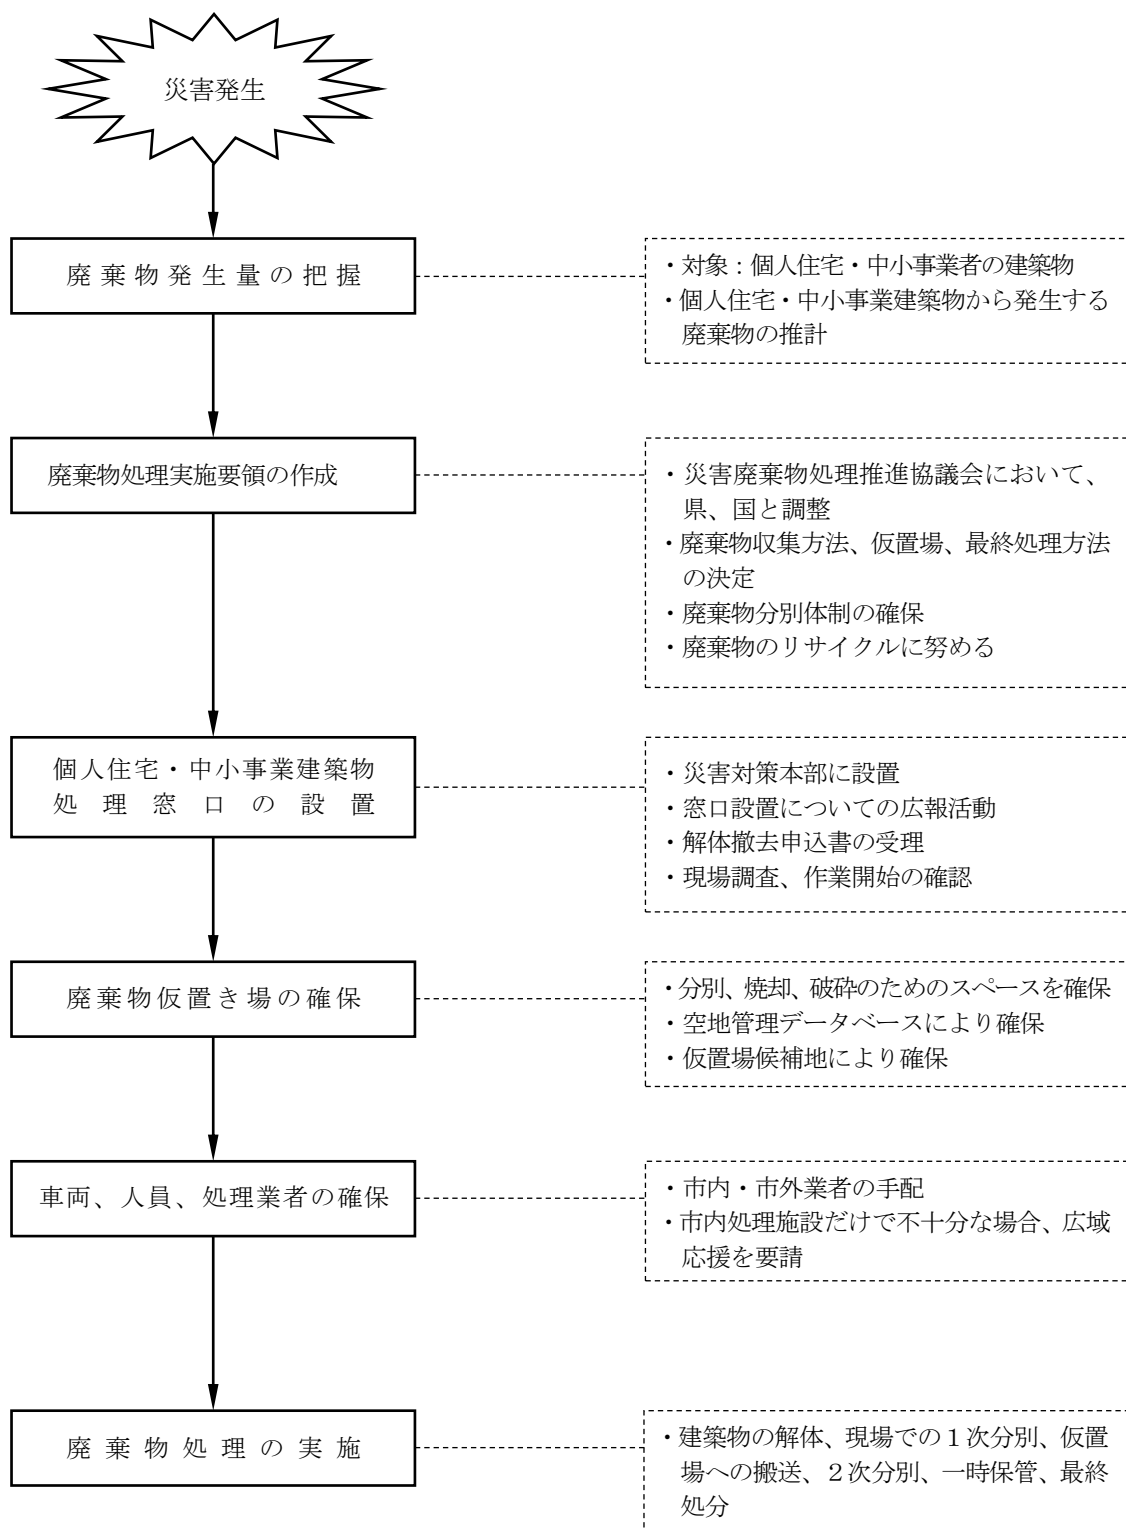 災害発生
廃棄物発生量の把握
・対象：個人住宅・中小事業者の建築物
・個人住宅・中小事業建築物から発生する
廃棄物の推計
廃棄物処理実施要領の作成
・災害廃棄物処理推進協議会において、
県、国と調整
・廃棄物収集方法、仮置場、最終処理方法
の決定
・廃棄物分別体制の確保
・廃棄物のリサイクルに努める
個人住宅・中小事業建築物
処理窓口の設置
・災害対策本部に設置
・窓口設置についての広報活動
・解体撤去申込書の受理
・現場調査、作業開始の確認
廃棄物仮置き場の確保
・分別、焼却、破砕のためのスペースを確保
・空地管理データベースにより確保
・仮置場候補地により確保
車両、人員、処理業者の確保
・市内・市外業者の手配
・市内処理施設だけで不十分な場合、広域
応援を要請
廃棄物処理の実施
・建築物の解体、現場での１次分別、仮置
場への搬送、２次分別、一時保管、最終
処分